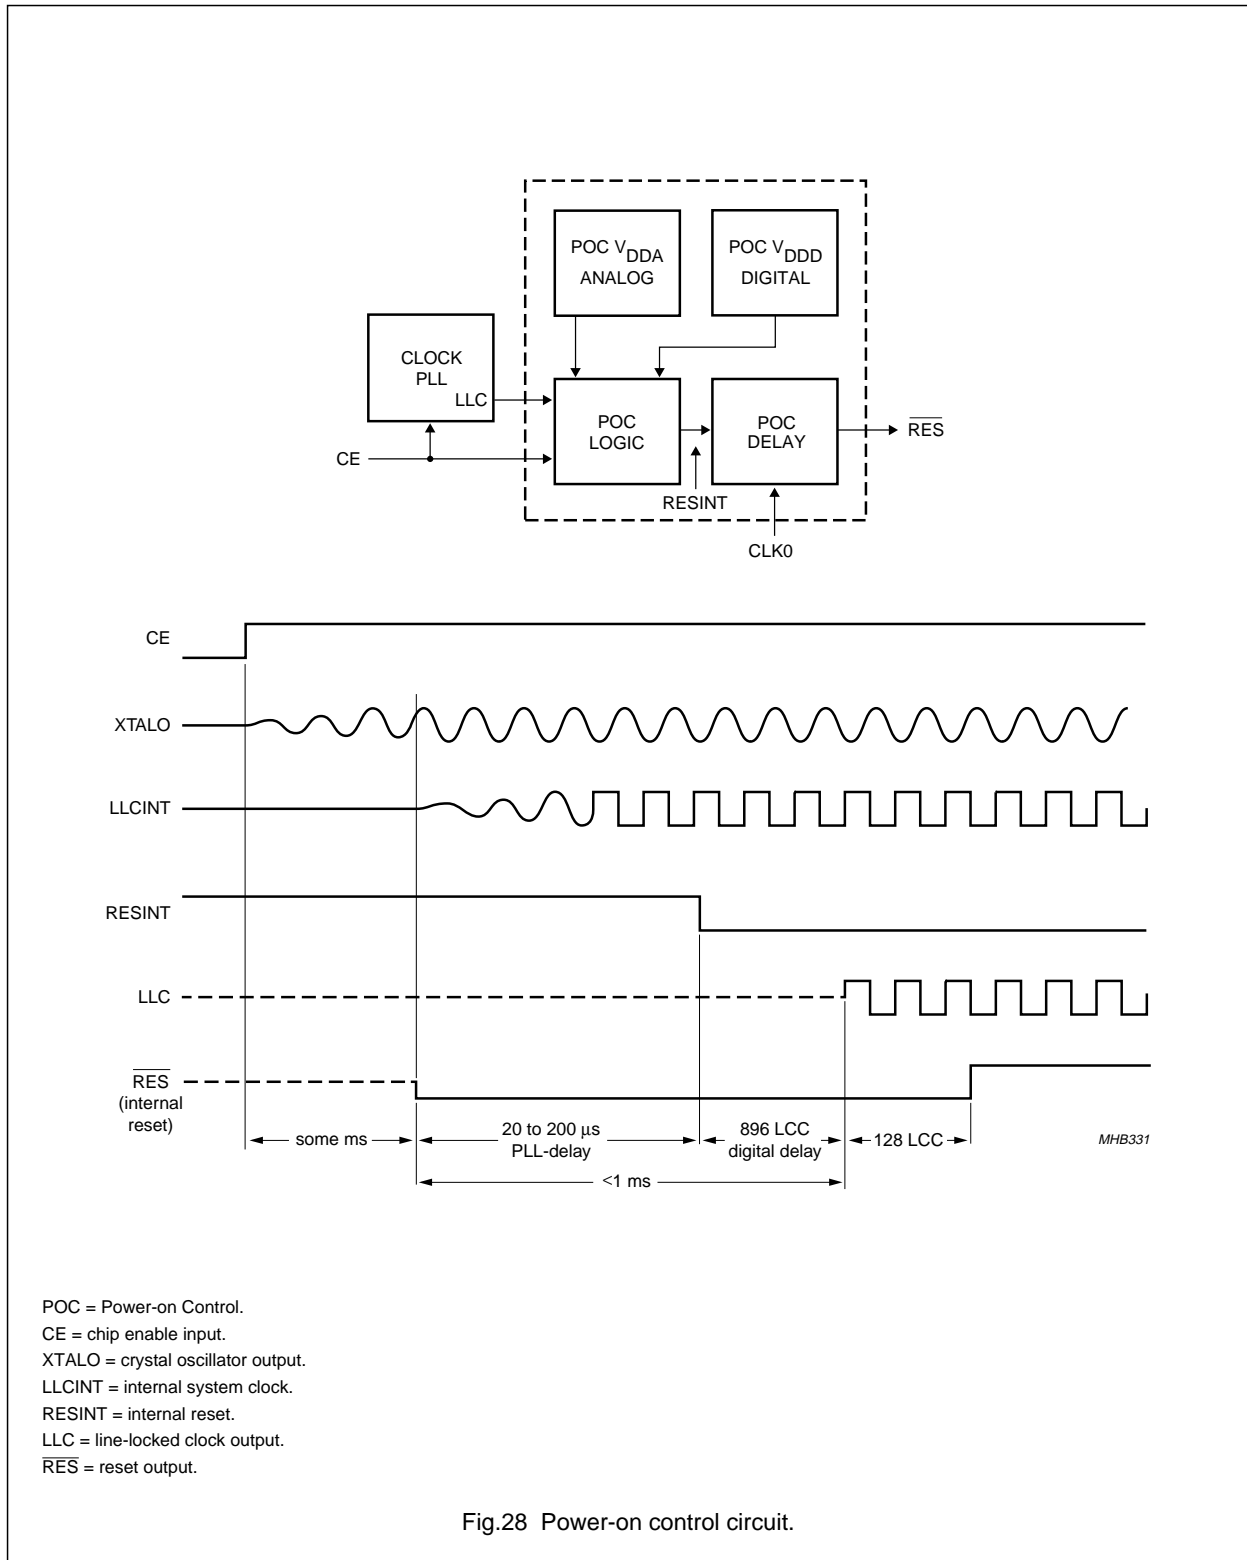 POC VDDA
ANALOG
POC VDDD
DIGITAL
CLOCK
PLL
LLC
POC
LOGIC
POC
DELAY
RES
CE
RESINT
CLK0
CE
XTALO
LLCINT
RESINT
LLC
RES
(internal
reset)
some ms
20 to 200 μs
PLL-delay
896 LCC
digital delay
128 LCC
MHB331
<1 ms
POC = Power-on Control.
CE = chip enable input.
XTALO = crystal oscillator output.
LLCINT = internal system clock.
RESINT = internal reset.
LLC = line-locked clock output.
RES = reset output.
Fig.28 Power-on control circuit.